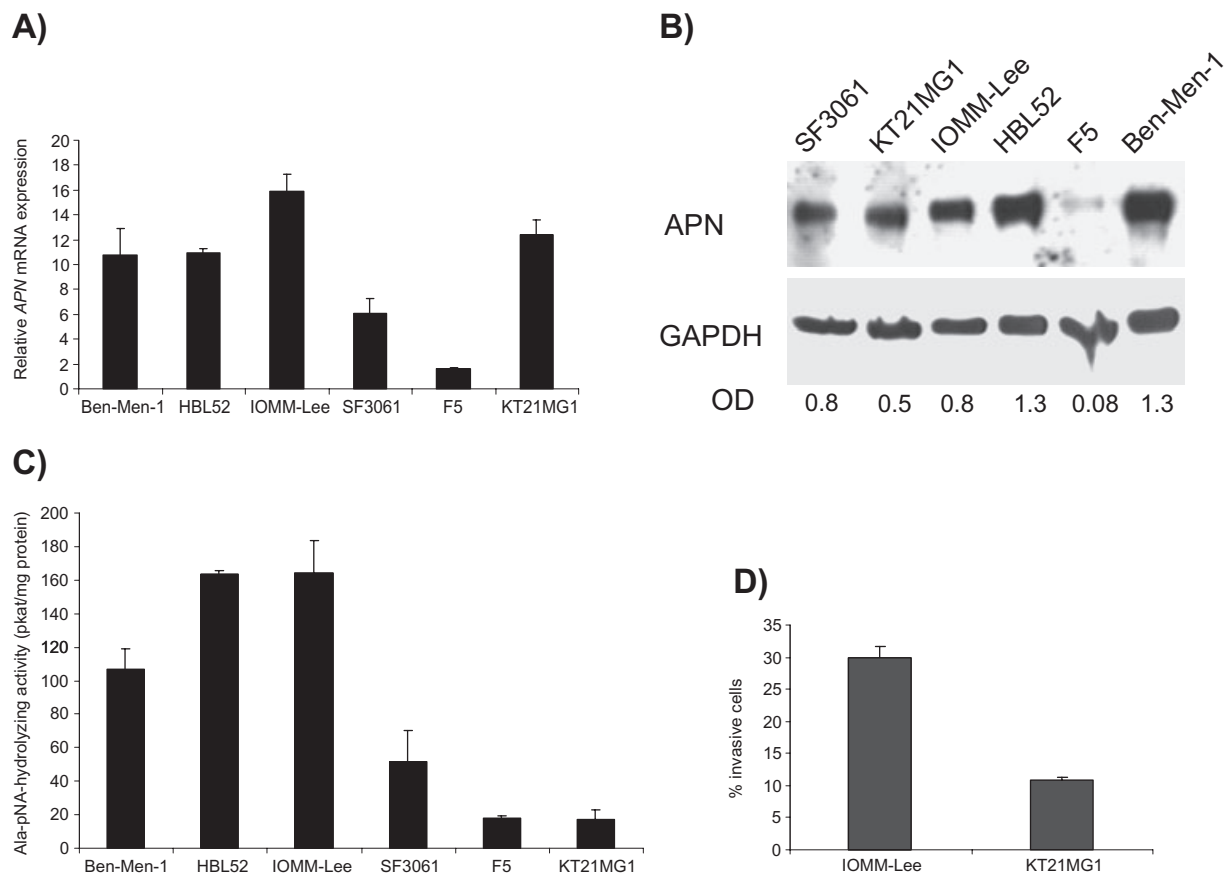 A)
Relative APN mRNA expression
20
18
16
14
12
10
8
6
4
2
0
Ben-Men-1 HBL52 IOMM-Lee SF3061 F5 KT21MG1
B)
SF3061 KT21MG1 IOMM-Lee HBL52 F5 Ben-Men-1
APN
GAPDH
OD 0.8 0.5 0.8 1.3 0.08 1.3
C)
Ala-pNA-hydrolyzing activity (pkat/mg protein)
200
180
160
140
120
100
80
60
40
20
0
Ben-Men-1 HBL52 IOMM-Lee SF3061 F5 KT21MG1
D)
% invasive cells
35
30
25
20
15
10
5
0
IOMM-Lee KT21MG1